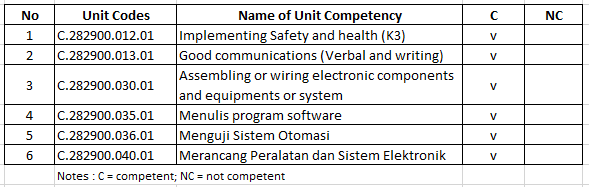 No Unit Codes Name of Unit Competency C NC
1 C.282900.012.01 Implementing Safety and health (K3) v
2 C.282900.013.01 Good communications (Verbal and writing) v
3 C.282900.030.01 Assembling or wiring electronic components
and equipments or system v
4 C.282900.035.01 Menulis program software v
5 C.282900.036.01 Menguji Sistem Otomasi v
6 C.282900.040.01 Merancang Peralatan dan Sistem Elektronik v
Notes : C = competent; NC = not competent